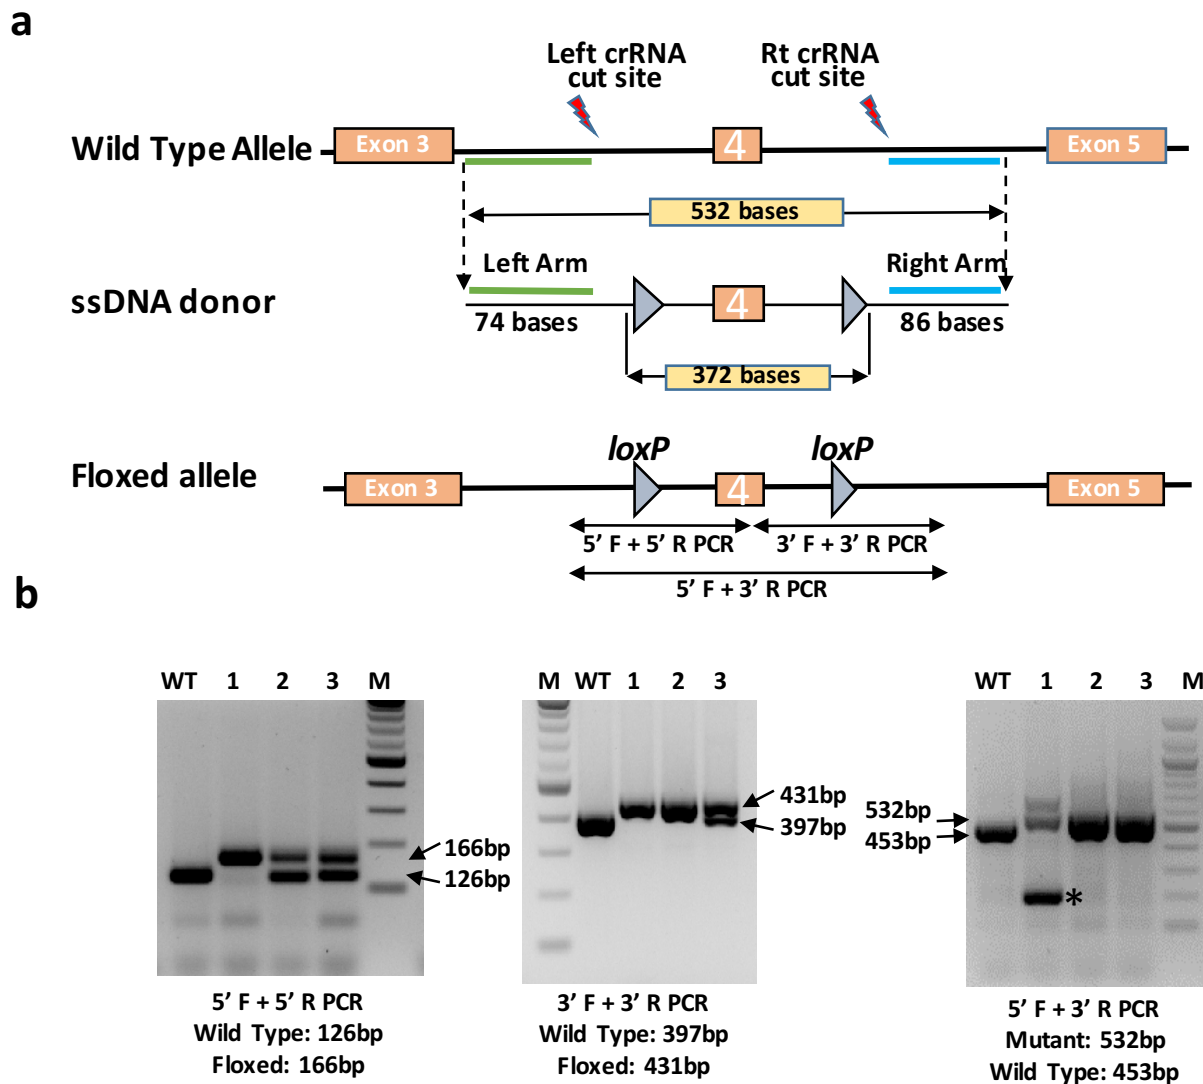 a
Left crRNA
cut site
Rt crRNA
cut site
Wild Type Allele
Exon 3
4
Exon 5
532 bases
Left Arm
Right Arm
ssDNA donor
4
74 bases
86 bases
372 bases
loxP
loxP
Floxed allele
Exon 3
4
Exon 5
5’ F + 5’ R PCR
3’ F + 3’ R PCR
5’ F + 3’ R PCR
b
WT 1 2 3 M
166bp
126bp
5’ F + 5’ R PCR
Wild Type: 126bp
Floxed: 166bp
M WT 1 2 3
431bp
397bp
3’ F + 3’ R PCR
Wild Type: 397bp
Floxed: 431bp
WT 1 2 3 M
532bp
453bp
*
5’ F + 3’ R PCR
Mutant: 532bp
Wild Type: 453bp